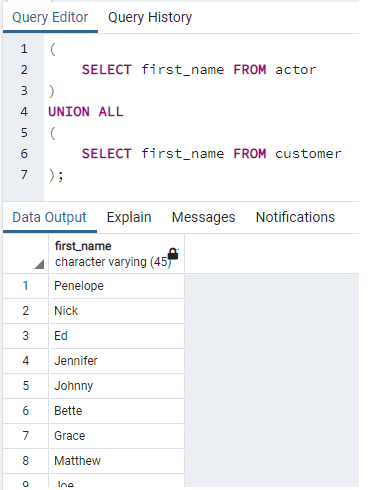 Query Editor Query History
1 (
2 SELECT first_name FROM actor
3 )
4 UNION ALL
5 (
6 SELECT first_name FROM customer
7 );
Data Output Explain Messages Notifications
first_name
character varying (45)
1 Penelope
2 Nick
3 Ed
4 Jennifer
5 Johnny
6 Bette
7 Grace
8 Matthew
9 Joe